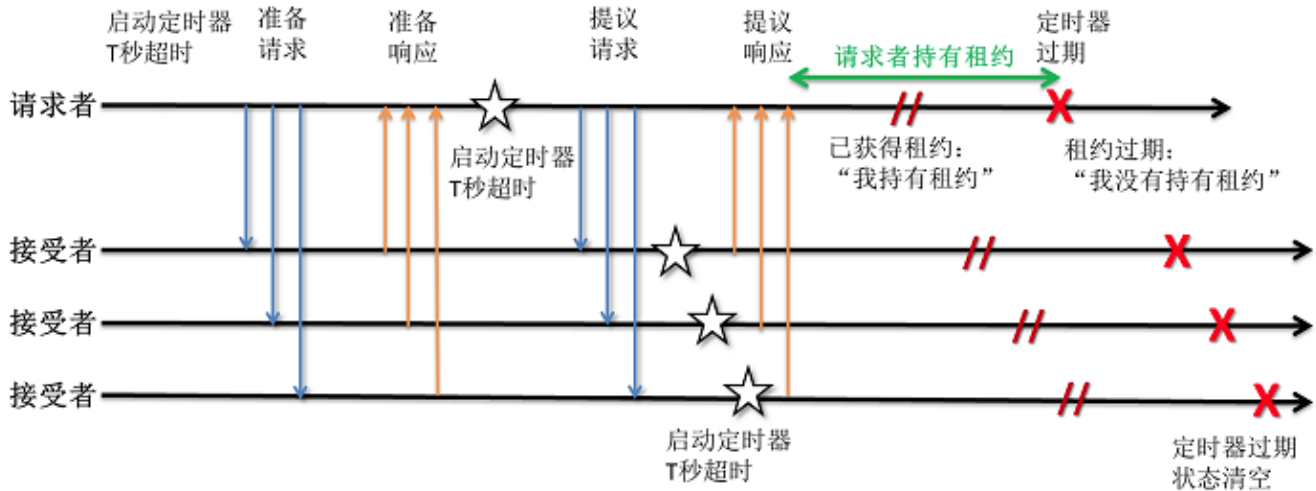 启动定时器
T秒超时
准备
请求
准备
响应
提议
请求
提议
响应
定时器
过期
请求者持有租约
请求者
启动定时器
T秒超时
已获得租约：
“我持有租约”
租约过期：
“我没有持有租约”
接受者
接受者
接受者
启动定时器
T秒超时
定时器过期
状态清空